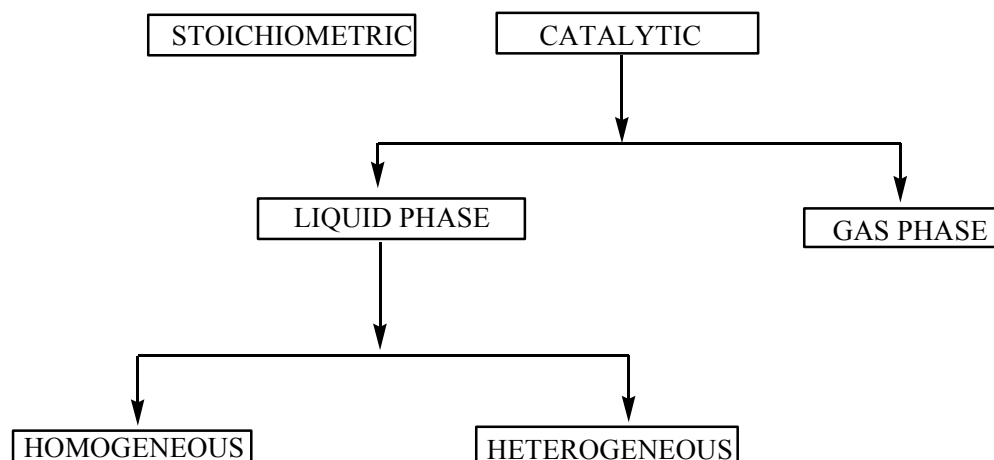 STOICHIOMETRIC
CATALYTIC
LIQUID PHASE
GAS PHASE
HOMOGENEOUS
HETEROGENEOUS